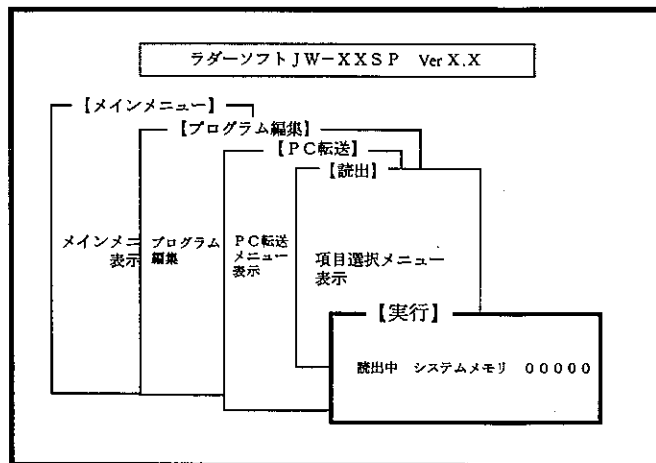 ラダーソフトJW-XXSP Ver X.X
【メインメニュー】
【プログラム編集】
【PC転送】
【読出】
メインメニ
表示
プログラム
編集
PC転送
メニュー
表示
項目選択メニュー
表示
【実行】
読出中 システムメモリ 00000